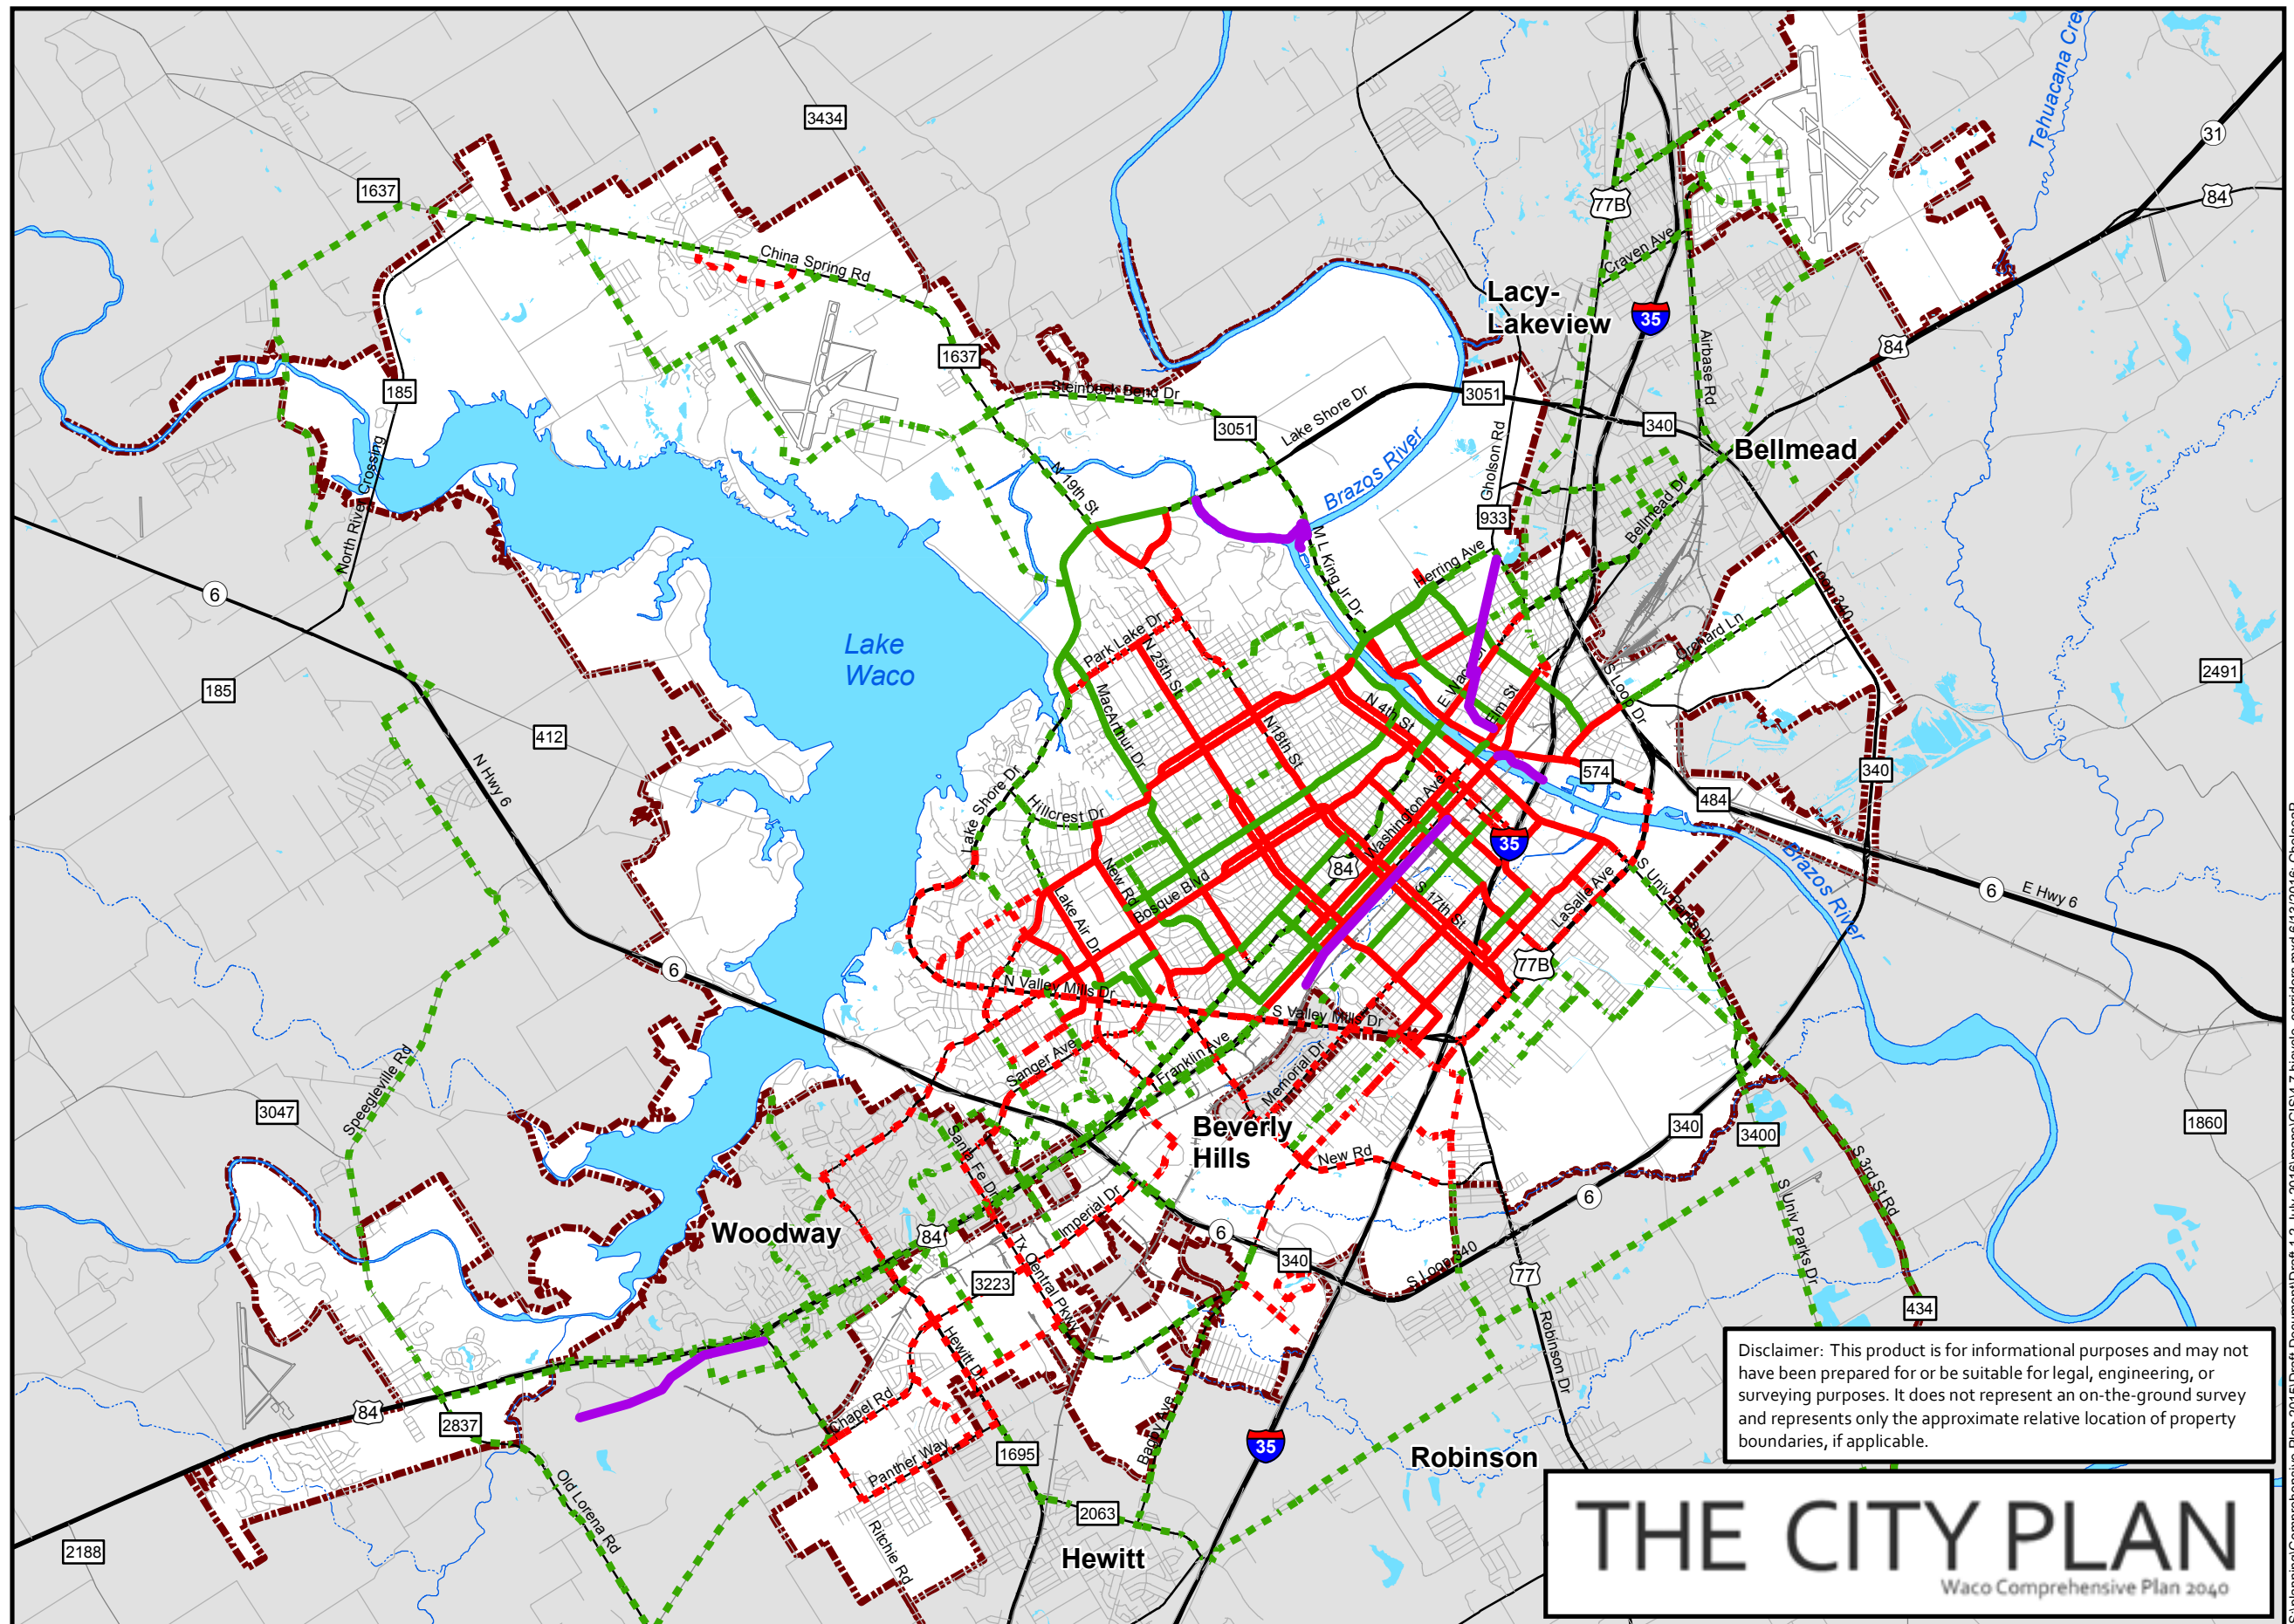 Tehuacana Cree
3434
31
1637
77B
84
China Spring Rd
Craven Ave
Lacy-
Lakeview
35
1637
Airbase Rd
84
185
Steinbeck Bend Dr
Lake Shore Dr
3051
3051
340
Bellmead
North River Crossing
N 19th St
Brazos River
Gholson Rd
933
Bellmead Dr
6
M L King Jr Dr
Herring Ave
E Loop 340
Orchard Ln
Lake
Waco
Park Lake Dr
N 25th St
185
2491
MacArthur Dr
N 4th St
E Waco Dr
Elm St
S Loop Dr
412
N18th St
574
340
N Hwy 6
484
Lake Shore Dr
Hillcrest Dr
Washington Ave
35
Brazos River
84
New Rd
Bosque Blvd
S 17th St
LaSalle Ave
S Univ Parks Dr
6
E Hwy 6
Lake Air Dr
77B
6
N Valley Mills Dr
S Valley Mills Dr
Sanger Ave
Franklin Ave
Memorial Dr
Speegleville Rd
3047
Beverly
Hills
340
3400
1860
Santa Fe Dr
New Rd
S 3rd St Rd
6
S Univ Parks Dr
Woodway
84
Imperial Dr
6
340
S Loop 340
77
3223
Tx Central Pkwy
434
Hewitt Dr
Robinson Dr
Disclaimer: This product is for informational purposes and may not
have been prepared for or be suitable for legal, engineering, or
surveying purposes. It does not represent an on-the-ground survey
and represents only the approximate relative location of property
boundaries, if applicable.
84
2837
Chapel Rd
Bagby Ave
Panther Way
1695
35
Robinson
Old Lorena Rd
2063
Ritchie Rd
Hewitt
2188
THE CITY PLAN
Waco Comprehensive Plan 2040